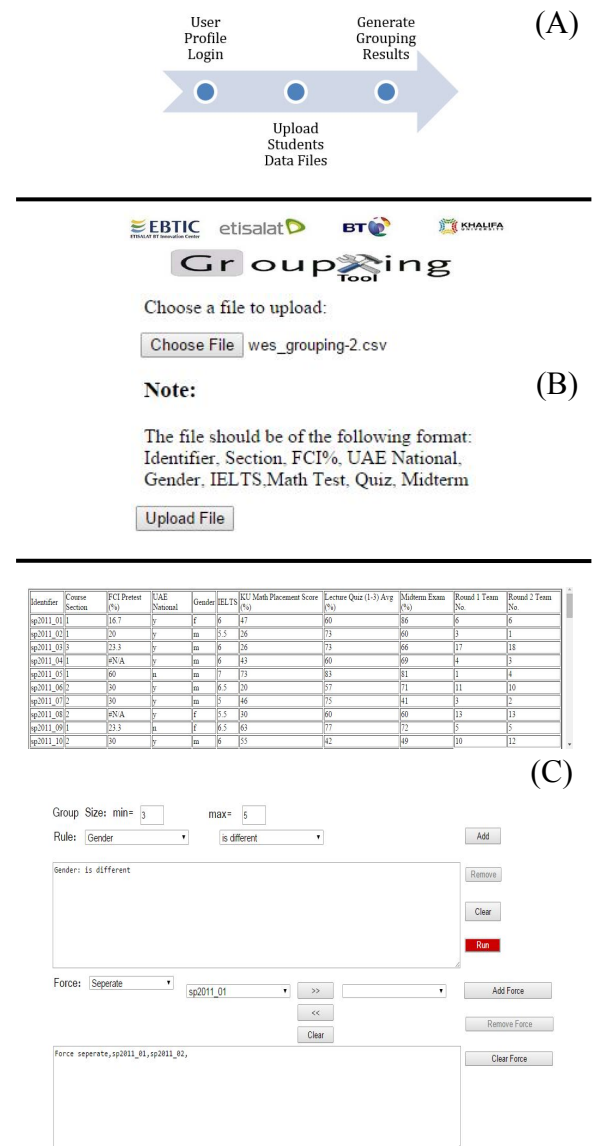 User
Profile
Login
Generate
Grouping
Results
(A)
Upload
Students
Data Files
EBTIC
ETISALAT BT Innovation Center
etisalat
BT
KHALIFA
UNIVERSITY
Grouping
Tool
Choose a file to upload:
Choose File wes_grouping-2.csv
(B)
Note:
The file should be of the following format:
Identifier, Section, FCI%, UAE National,
Gender, IELTS,Math Test, Quiz, Midterm
Upload File
Identifier Course Section FCI Pretest (%) UAE National Gender IELTS KU Math Placement Score (%) Lecture Quiz (1-3) Avg (%) Midterm Exam (%) Round 1 Team No. Round 2 Team No.
sp2011_01 1 16.7 y f 6 47 60 86 6 6
sp2011_02 1 20 y m 5.5 26 73 60 3 1
sp2011_03 3 23.3 y m 6 26 73 66 17 18
sp2011_04 1 #N/A y m 6 43 60 69 4 3
sp2011_05 1 60 n m 7 73 83 81 1 4
sp2011_06 2 30 y m 6.5 20 57 71 11 10
sp2011_07 2 30 y m 5 46 75 41 3 2
sp2011_08 2 #N/A y f 5.5 30 60 60 13 13
sp2011_09 1 23.3 n f 6.5 63 77 72 5 5
sp2011_10 2 30 y m 6 55 42 49 10 12
(C)
Group Size: min= 3 max= 5
Rule: Gender is different Add
Gender: is different
Remove
Clear
Run
Force: Seperate sp2011_01 >> Add Force
<<
Remove Force
Clear
Force seperate,sp2011_01,sp2011_02,
Clear Force